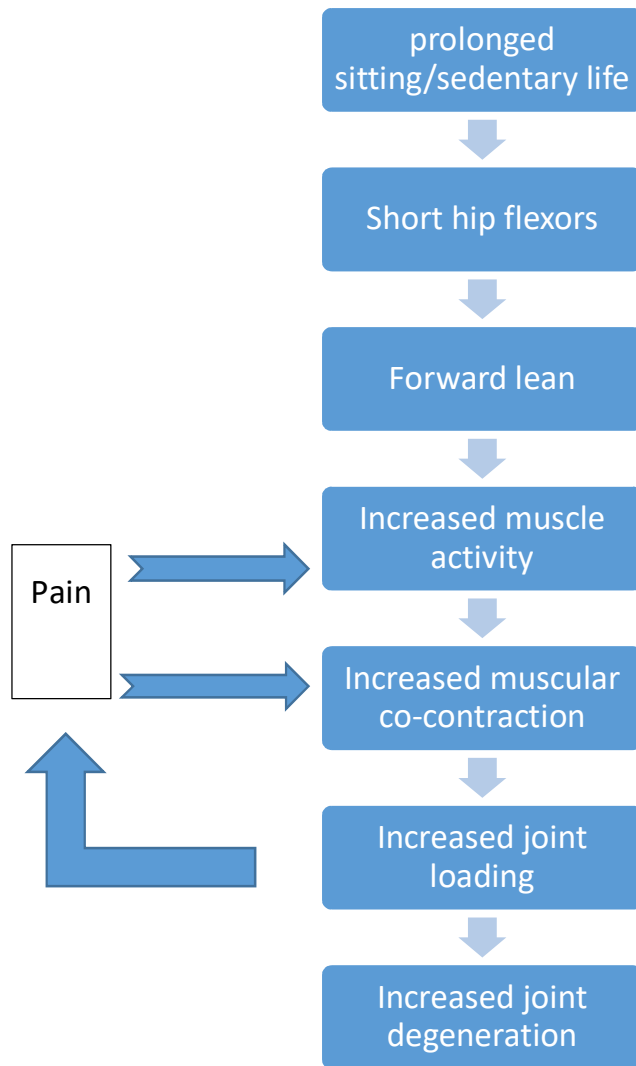 prolonged
sitting/sedentary life
Short hip flexors
Forward lean
Increased muscle
activity
Pain
Increased muscular
co-contraction
Increased joint
loading
Increased joint
degeneration